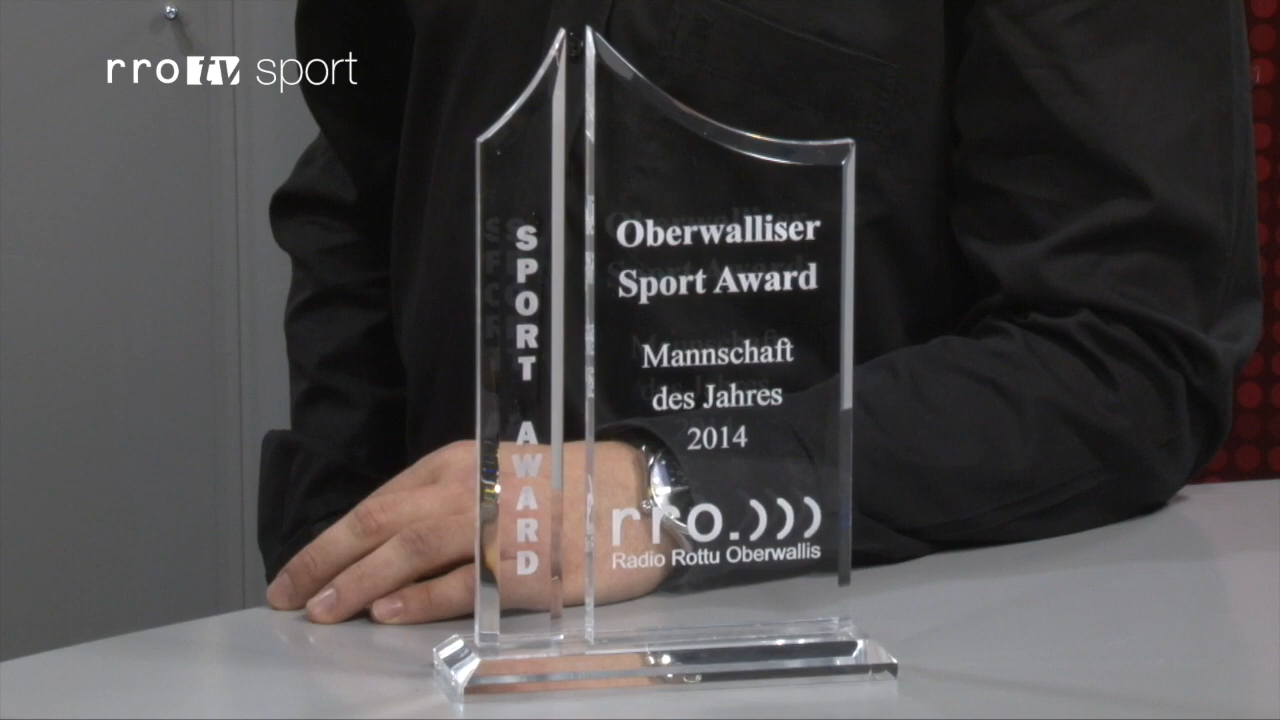 rro tv sport
SPORT AWARD
Oberwalliser
Sport Award
Mannschaft
des Jahres
2014
rro.)))
Radio Rottu Oberwallis